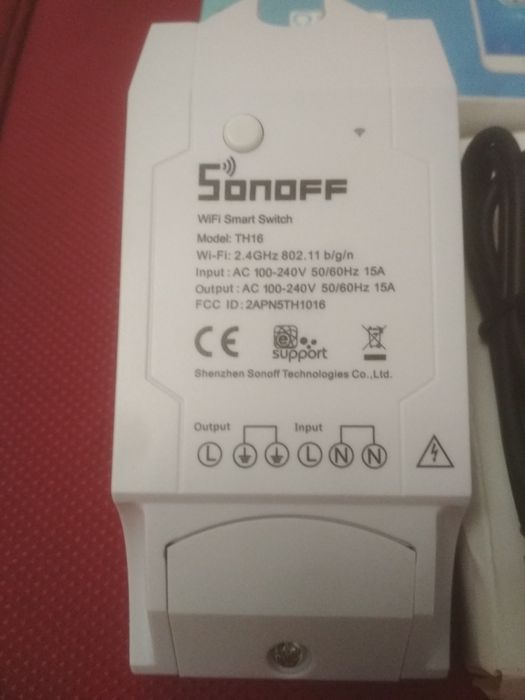 SONOFF
WiFi Smart Switch
Model: TH16
Wi-Fi: 2.4GHz 802.11 b/g/n
Input : AC 100-240V 50/60Hz 15A
Output : AC 100-240V 50/60Hz 15A
FCC ID: 2APN5TH1016
CE
support
Shenzhen Sonoff Technologies Co.,Ltd.
Output Input
L L N N